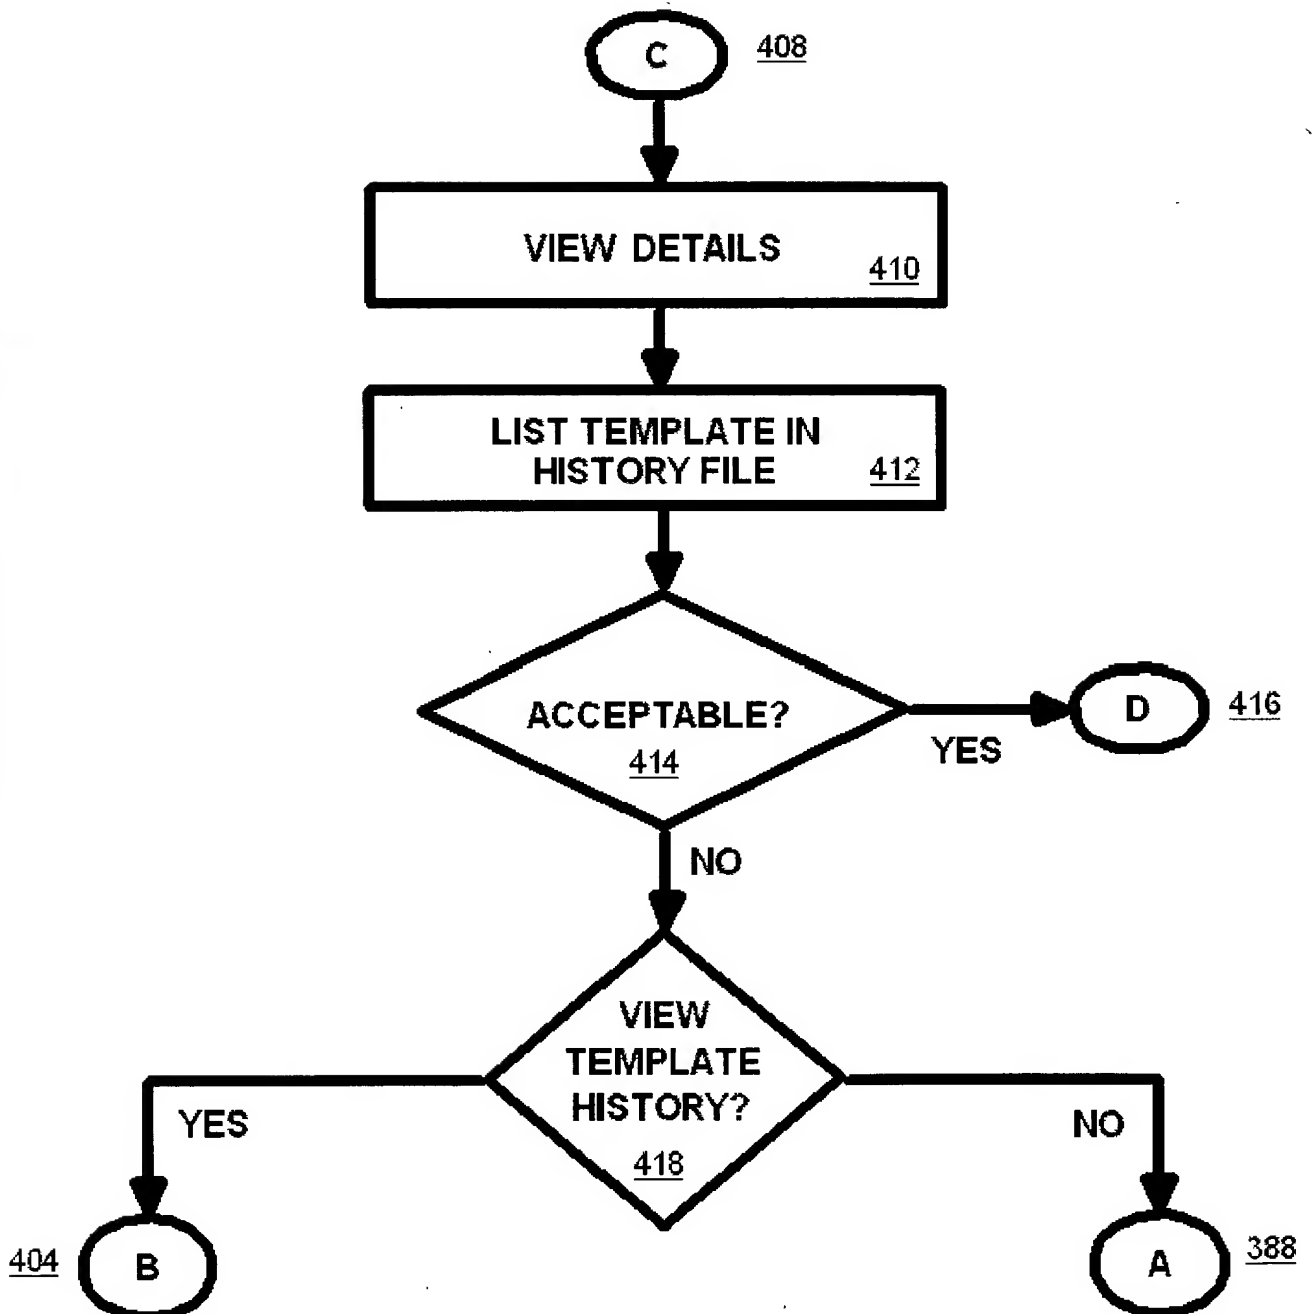 C 408
VIEW DETAILS
410
LIST TEMPLATE IN
HISTORY FILE 412
ACCEPTABLE?
414
YES
D 416
NO
VIEW
TEMPLATE
HISTORY?
418
YES
NO
404 B
A 388